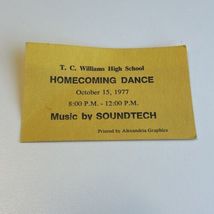 T. C. Williams High School
HOMECOMING DANCE
October 15, 1977
8:00 P.M. - 12:00 P.M.
Music by SOUNDTECH
Printed by Alexandria Graphics